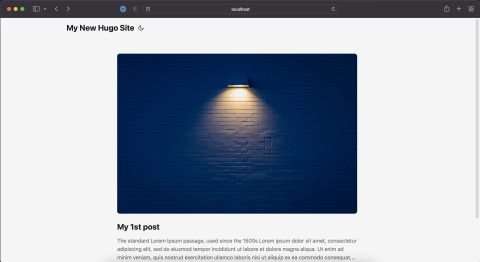 localhost
My New Hugo Site
My 1st post
The standard Lorem Ipsum passage, used since the 1500s Lorem ipsum dolor sit amet, consectetur
adipiscing elit, sed do eiusmod tempor incididunt ut labore et dolore magna aliqua. Ut enim ad
minim veniam, quis nostrud exercitation ullamco laboris nisi ut aliquip ex ea commodo consequat...